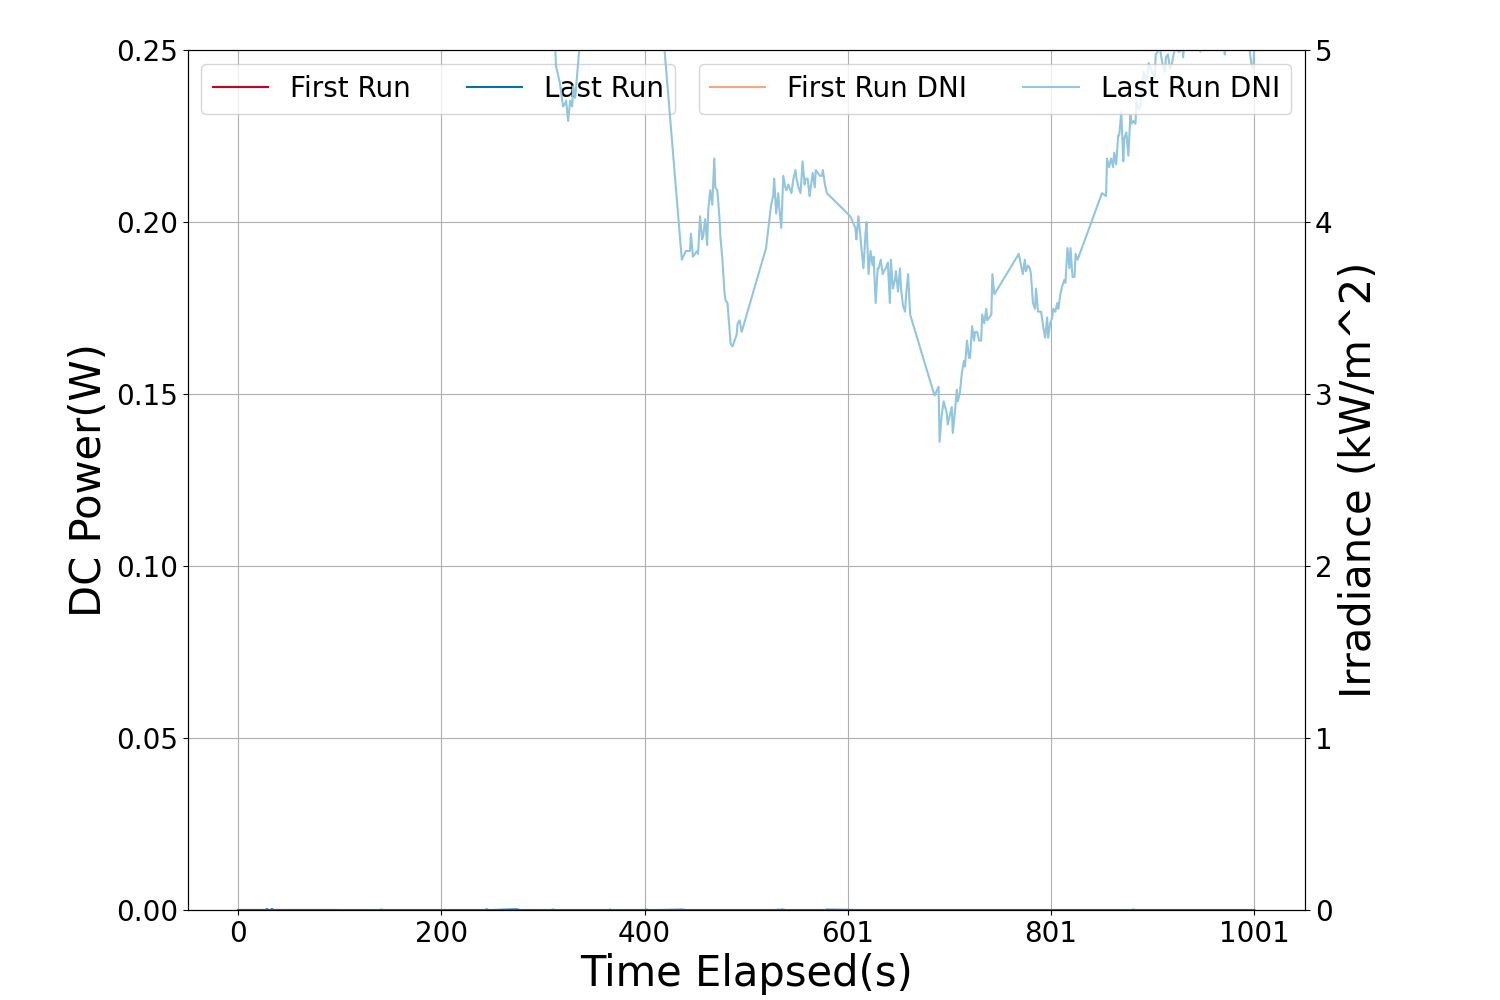 0.25
5
First Run
Last Run
First Run DNI
Last Run DNI
0.20
4
0.15
3
0.10
2
0.05
1
0.00
0
DC Power(W)
Irradiance (kW/m^2)
0
200
400
601
801
1001
Time Elapsed(s)